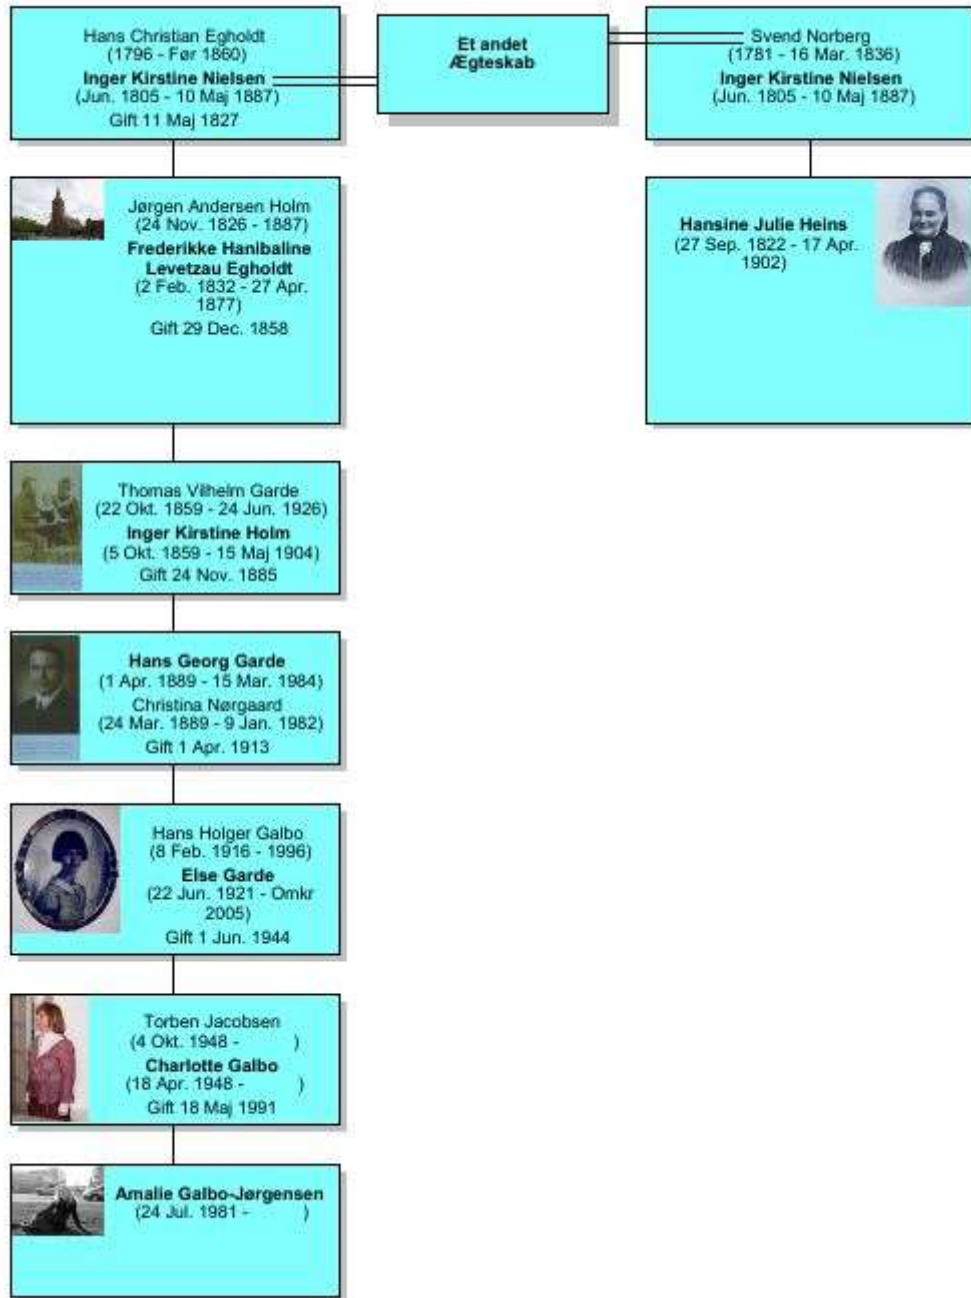 Hans Christian Egholdt
(1796 - Før 1860)
Inger Kirstine Nielsen
(Jun. 1805 - 10 Maj 1887)
Gift 11 Maj 1827
Et andet
Ægteskab
Svend Norberg
(1781 - 16 Mar. 1836)
Inger Kirstine Nielsen
(Jun. 1805 - 10 Maj 1887)
Jørgen Andersen Holm
(24 Nov. 1826 - 1887)
Frederikke Hanibaline
Levetzau Egholdt
(2 Feb. 1832 - 27 Apr.
1877)
Gift 29 Dec. 1858
Hansine Julie Heins
(27 Sep. 1822 - 17 Apr.
1902)
Thomas Vilhelm Garde
(22 Okt. 1859 - 24 Jun. 1926)
Inger Kirstine Holm
(5 Okt. 1859 - 15 Maj 1904)
Gift 24 Nov. 1885
Hans Georg Garde
(1 Apr. 1889 - 15 Mar. 1984)
Christina Nørgaard
(24 Mar. 1889 - 9 Jan. 1982)
Gift 1 Apr. 1913
Hans Holger Galbo
(8 Feb. 1916 - 1996)
Else Garde
(22 Jun. 1921 - Omkr
2005)
Gift 1 Jun. 1944
Torben Jacobsen
(4 Okt. 1948 - )
Charlotte Galbo
(18 Apr. 1948 - )
Gift 18 Maj 1991
Amalie Galbo-Jørgensen
(24 Jul. 1981 - )